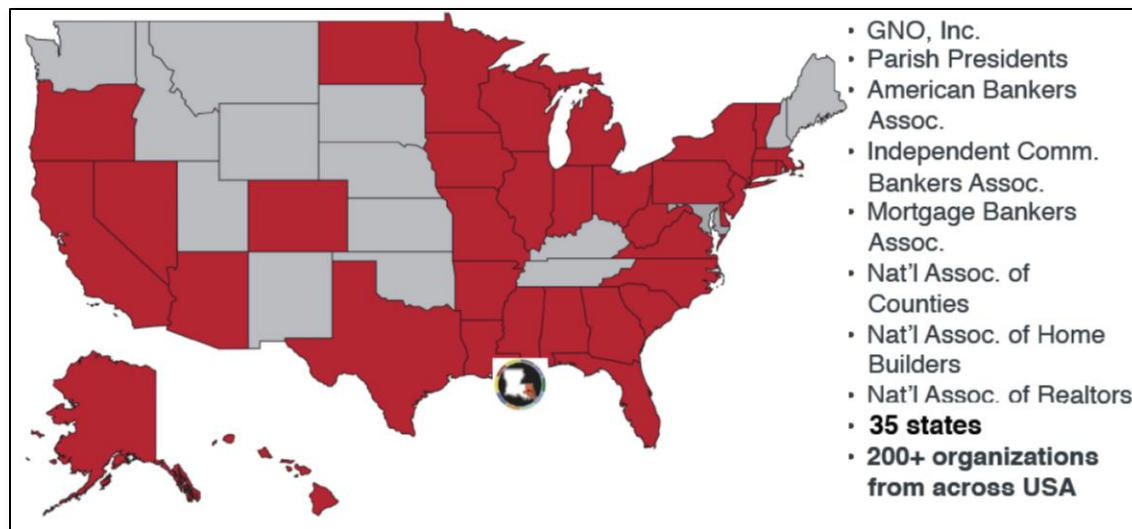 • GNO, Inc.
• Parish Presidents
• American Bankers
Assoc.
• Independent Comm.
Bankers Assoc.
• Mortgage Bankers
Assoc.
• Nat’l Assoc. of
Counties
• Nat’l Assoc. of Home
Builders
• Nat’l Assoc. of Realtors
• 35 states
• 200+ organizations
from across USA